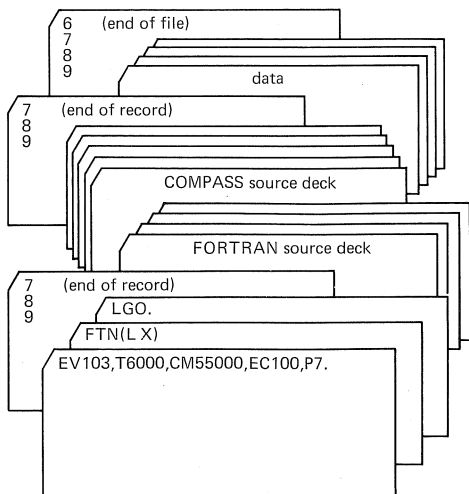 6 (end of file)
7
8
9
data
7 (end of record)
8
9
COMPASS source deck
FORTRAN source deck
7 (end of record)
8
9
LGO.
FTN(L X)
EV103,T6000,CM55000,EC100,P7.